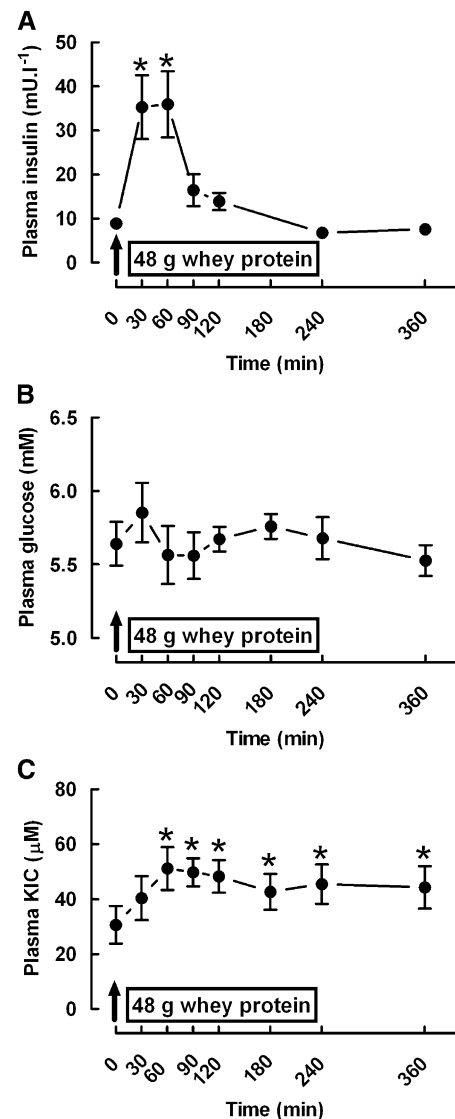 A
Plasma insulin (mU.l-1)
50
40
30
20
10
0
* *
48 g whey protein
0 30 60 90 120 180 240 360
Time (min)
B
Plasma glucose (mM)
6.5
6.0
5.5
5.0
48 g whey protein
0 30 60 90 120 180 240 360
Time (min)
C
Plasma KIC (μM)
80
60
40
20
0
* * * * * *
48 g whey protein
0 30 60 90 120 180 240 360
Time (min)